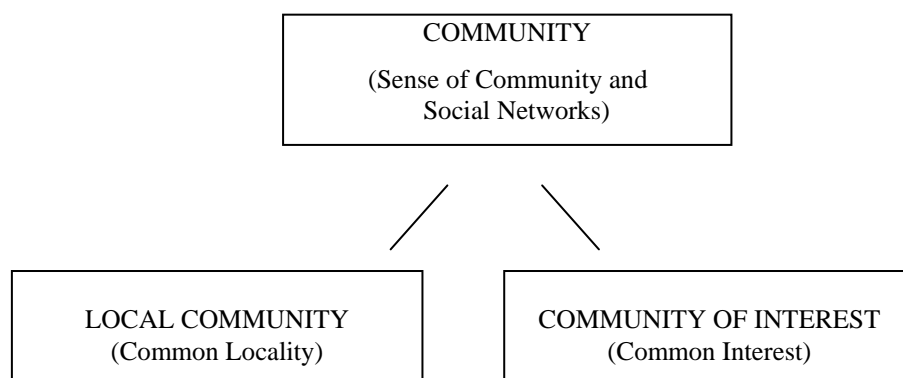 COMMUNITY
(Sense of Community and
Social Networks)
LOCAL COMMUNITY
(Common Locality)
COMMUNITY OF INTEREST
(Common Interest)